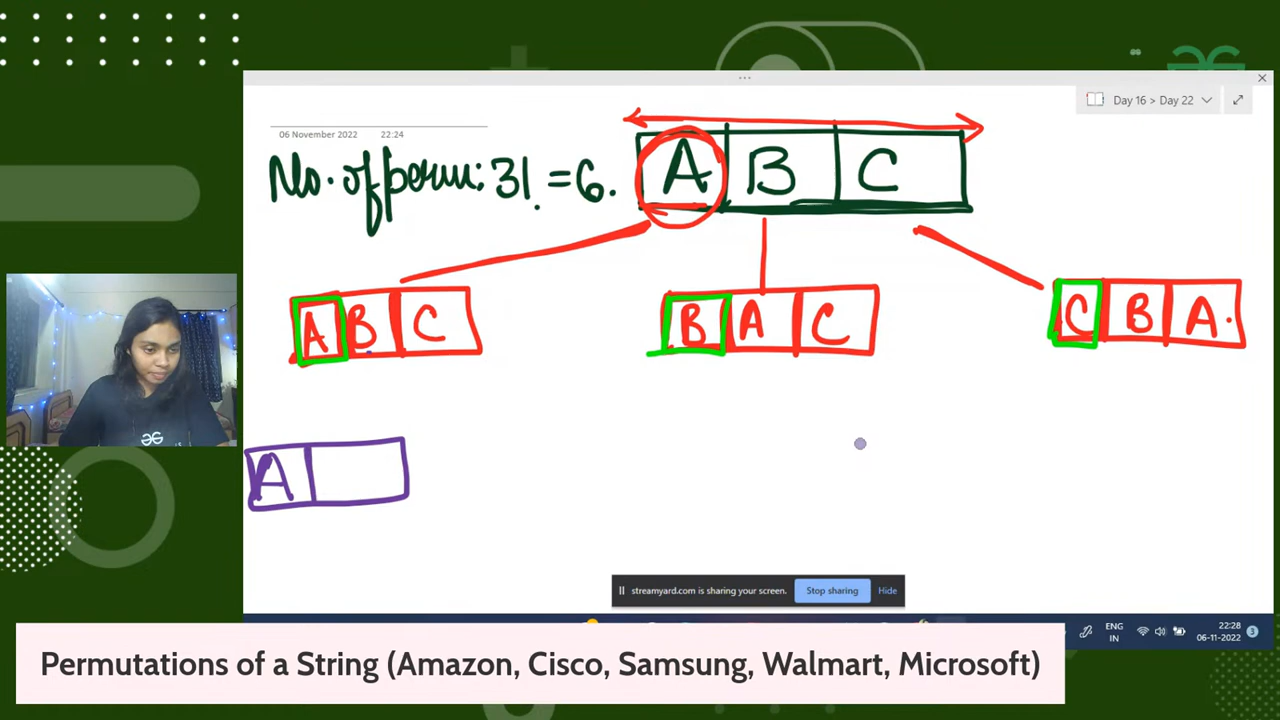 Day 16 > Day 22
06 November 2022 22:24
No. of perm: 3! = 6.
A B C
A B C
B A C
C B A.
A
streamyard.com is sharing your screen.
Stop sharing
Hide
ENG
IN
22:28
06-11-2022
3
Permutations of a String (Amazon, Cisco, Samsung, Walmart, Microsoft)